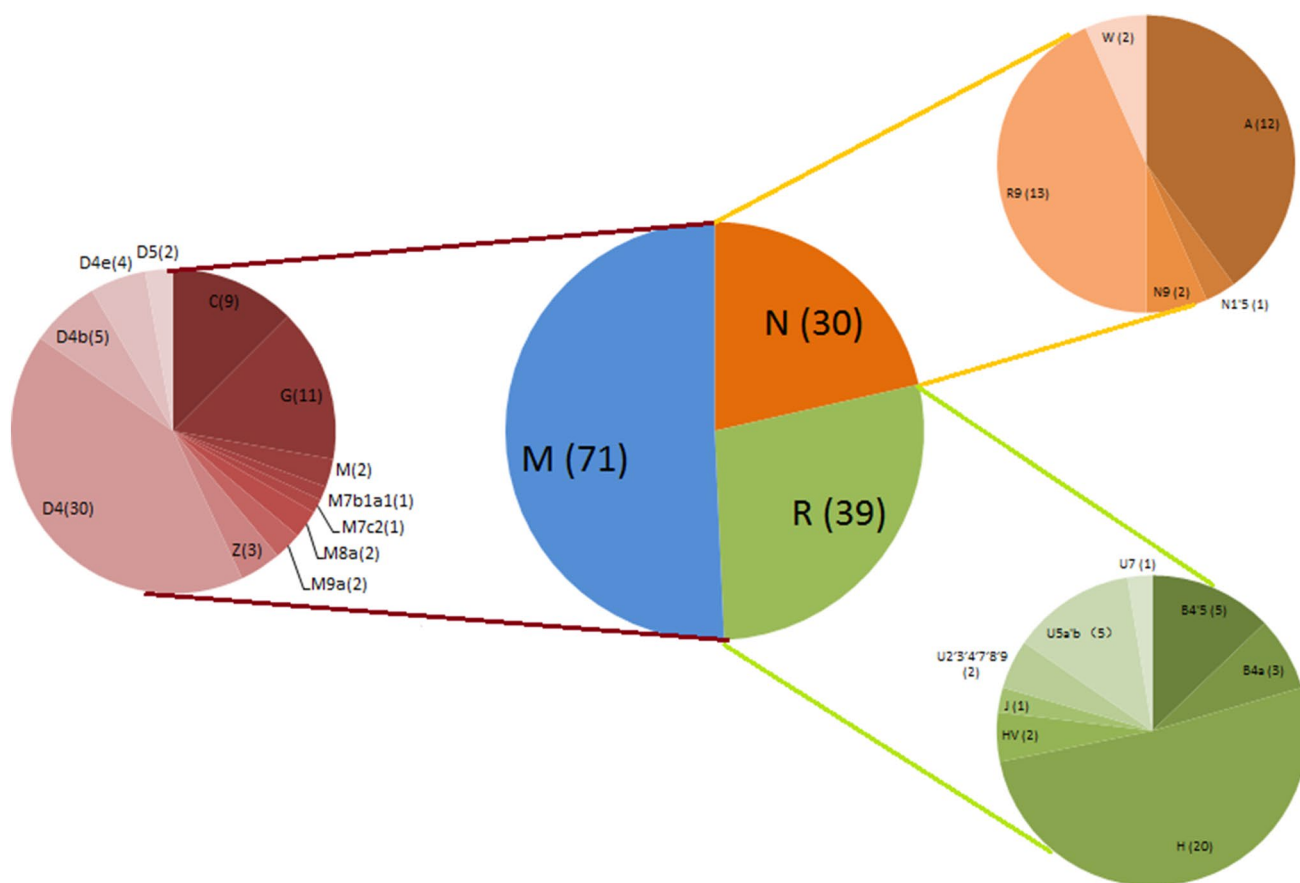 W (2)
A (12)
R9 (13)
N9 (2)
N1'5 (1)
D5(2)
D4e(4)
C(9)
D4b(5)
G(11)
D4(30)
M(2)
M7b1a1(1)
M7c2(1)
M8a(2)
Z(3)
M9a(2)
N (30)
M (71)
R (39)
U7 (1)
B4'5 (5)
U5a'b （5）
U2'3'4'7'8'9
(2)
B4a (3)
J (1)
HV (2)
H (20)